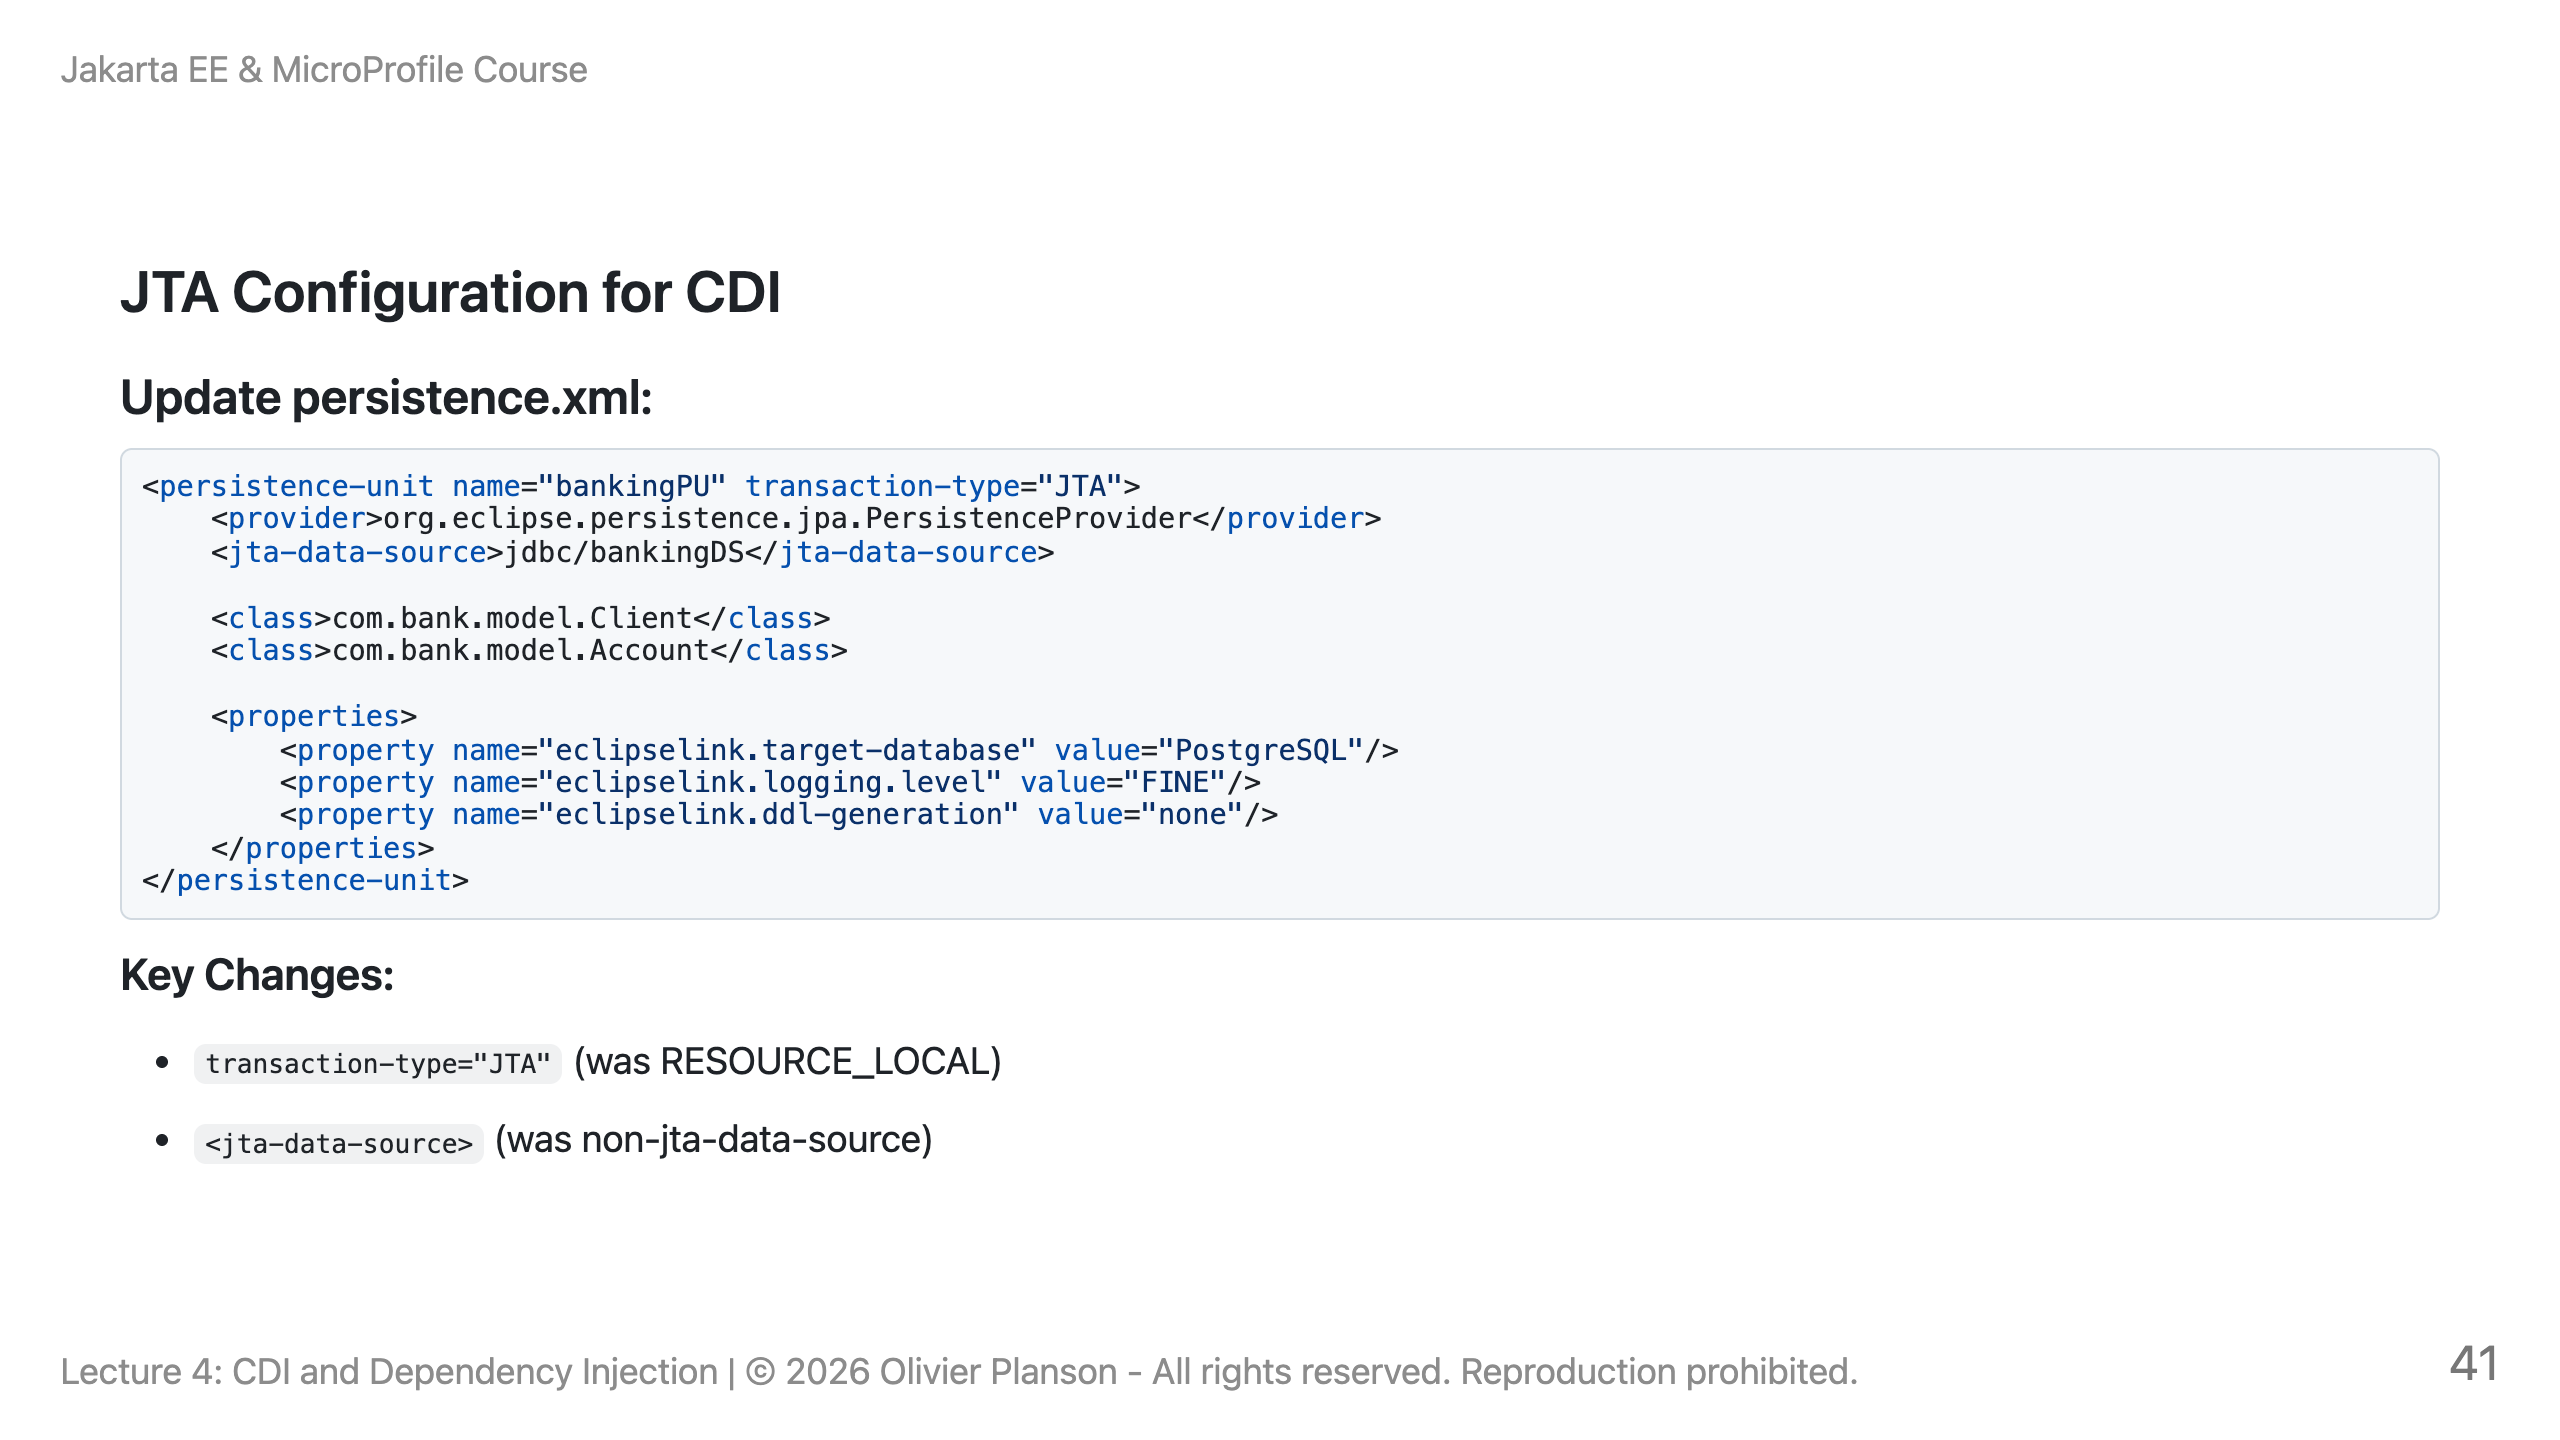 Jakarta EE & MicroProfile Course
JTA Configuration for CDI
Update persistence.xml:
<persistence-unit name="bankingPU" transaction-type="JTA">
    <provider>org.eclipse.persistence.jpa.PersistenceProvider</provider>
    <jta-data-source>jdbc/bankingDS</jta-data-source>

    <class>com.bank.model.Client</class>
    <class>com.bank.model.Account</class>

    <properties>
        <property name="eclipselink.target-database" value="PostgreSQL"/>
        <property name="eclipselink.logging.level" value="FINE"/>
        <property name="eclipselink.ddl-generation" value="none"/>
    </properties>
</persistence-unit>
Key Changes:
• transaction-type="JTA" (was RESOURCE_LOCAL)
• <jta-data-source> (was non-jta-data-source)
Lecture 4: CDI and Dependency Injection | © 2026 Olivier Planson - All rights reserved. Reproduction prohibited.
41